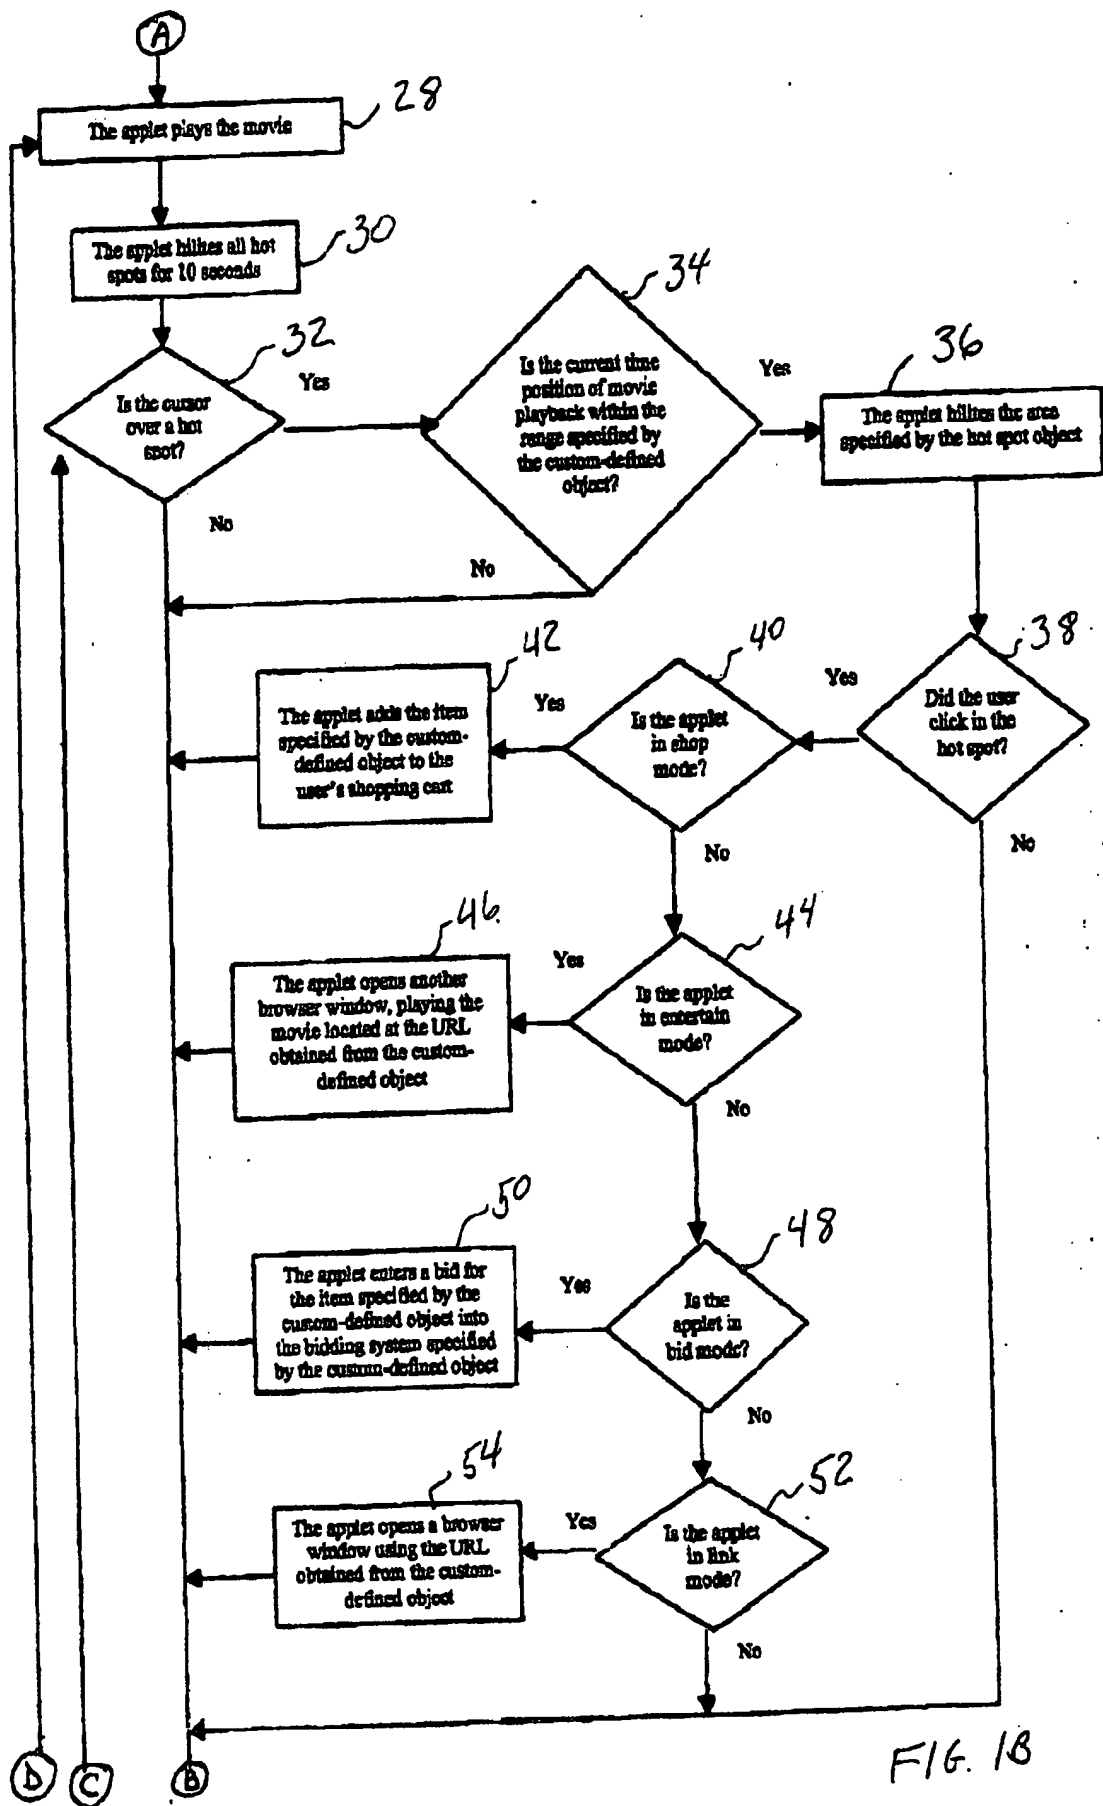 A
28
The applet plays the movie
30
The applet hilites all hot
spots for 10 seconds
34
32
36
Yes
Is the current time
position of movie
playback within the
range specified by
the custom-defined
object?
Yes
The applet hilites the area
specified by the hot spot object
Is the cursor
over a hot
spot?
No
No
42
40
38
The applet adds the item
specified by the custom-
defined object to the
user's shopping cart
Yes
Is the applet
in shop
mode?
Yes
Did the user
click in the
hot spot?
No
No
46.
44
The applet opens another
browser window, playing the
movie located at the URL
obtained from the custom-
defined object
Yes
Is the applet
in entertain
mode?
No
50
48
The applet enters a bid for
the item specified by the
custom-defined object into
the bidding system specified
by the custom-defined object
Yes
Is the
applet in
bid mode?
No
54
52
The applet opens a browser
window using the URL
obtained from the custom-
defined object
Yes
Is the applet
in link
mode?
No
D
C
B
FIG. 1B